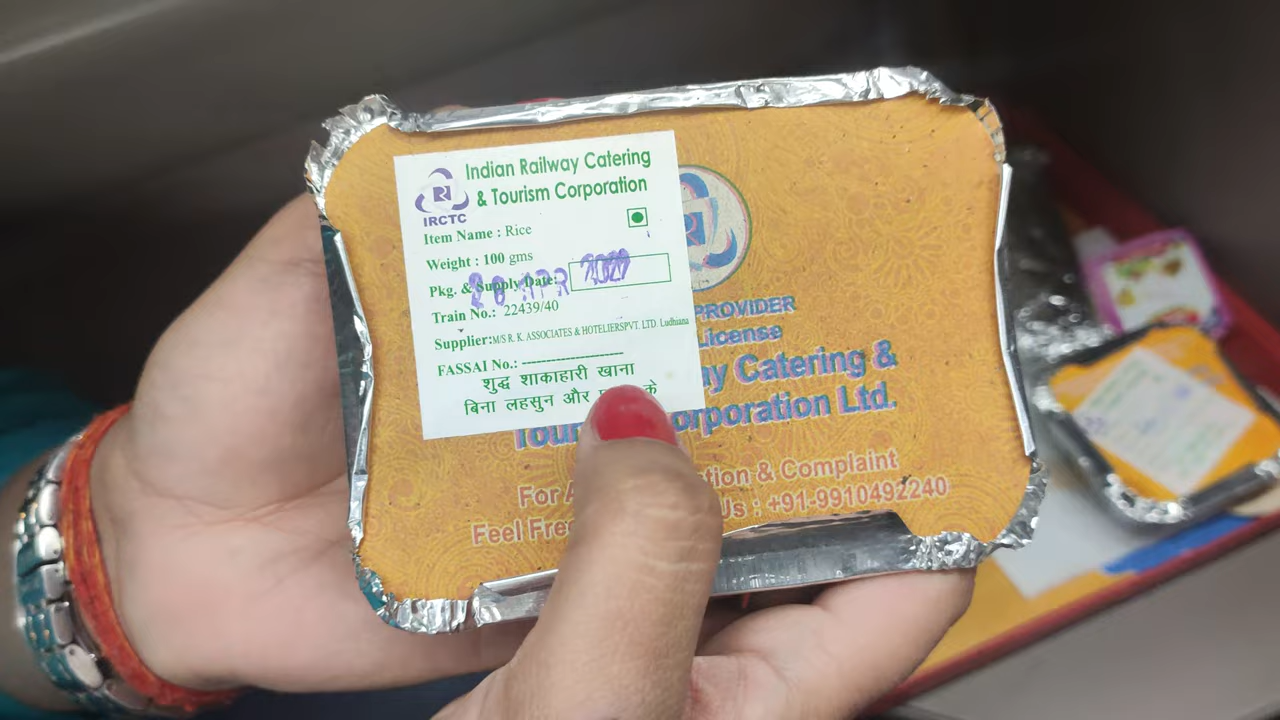 Indian Railway Catering
& Tourism Corporation
IRCTC
Item Name : Rice
Weight : 100 gms
Pkg. & Supply Date:
APR
Train No.: 22439/40
Supplier:M/S R. K. ASSOCIATES & HOTELIERSPVT. LTD Ludhiana
FASSAI No.:
शुद्ध शाकाहारी खाना
बिना लहसुन और के
PROVIDER
License
Catering &
Corporation Ltd.
& Complaint
For
Feel Us : +91-9910492240